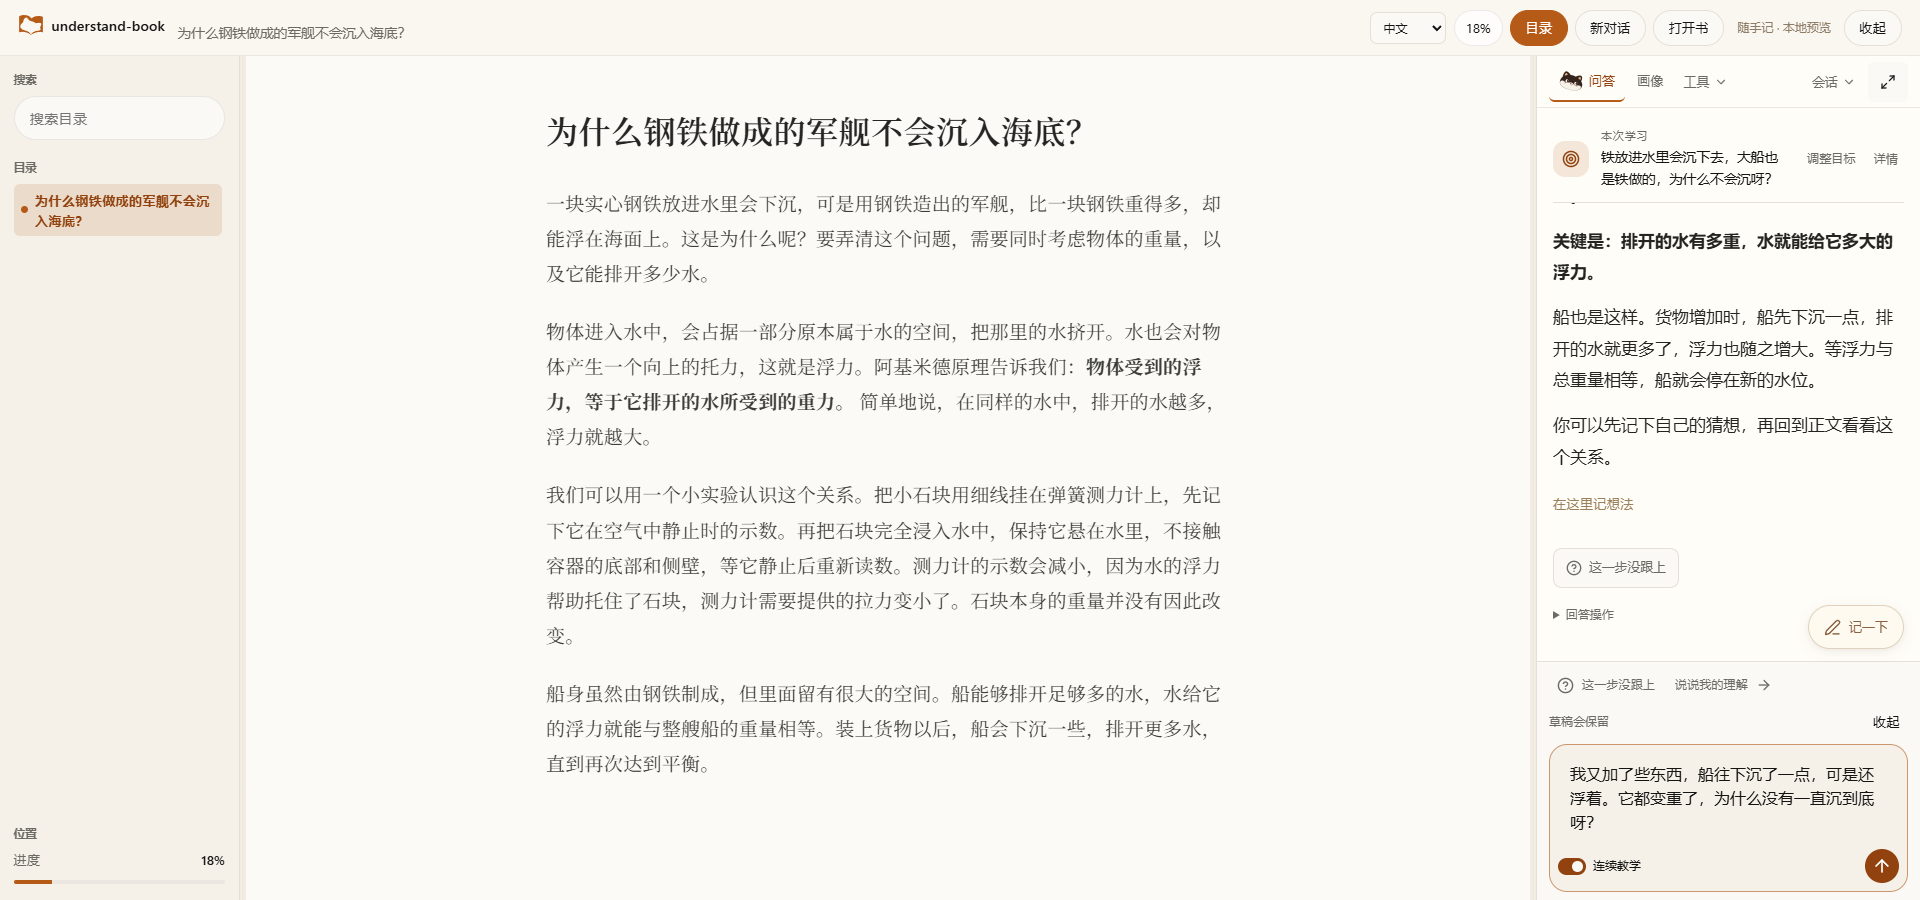 understand-book
为什么钢铁做成的军舰不会沉入海底？
中文
18%
目录
新对话
打开书
随手记 · 本地预览
收起
搜索
搜索目录
目录
为什么钢铁做成的军舰不会沉
入海底？
位置
进度
18%
为什么钢铁做成的军舰不会沉入海底？
一块实心钢铁放进水里会下沉，可是用钢铁造出的军舰，比一块钢铁重得多，却
能浮在海面上。这是为什么呢？要弄清这个问题，需要同时考虑物体的重量，以
及它能排开多少水。
物体进入水中，会占据一部分原本属于水的空间，把那里的水挤开。水也会对物
体产生一个向上的托力，这就是浮力。阿基米德原理告诉我们：物体受到的浮
力，等于它排开的水所受到的重力。 简单地说，在同样的水中，排开的水越多，
浮力就越大。
我们可以用一个小实验认识这个关系。把小石块用细线挂在弹簧测力计上，先记
下它在空气中静止时的示数。再把石块完全浸入水中，保持它悬在水里，不接触
容器的底部和侧壁，等它静止后重新读数。测力计的示数会减小，因为水的浮力
帮助托住了石块，测力计需要提供的拉力变小了。石块本身的重量并没有因此改
变。
船身虽然由钢铁制成，但里面留有很大的空间。船能够排开足够多的水，水给它
的浮力就能与整艘船的重量相等。装上货物以后，船会下沉一些，排开更多水，
直到再次达到平衡。
问答
画像
工具
会话
本次学习
铁放进水里会沉下去，大船也
是铁做的，为什么不会沉呀？
调整目标
详情
关键是：排开的水有多重，水就能给它多大的
浮力。
船也是这样。货物增加时，船先下沉一点，排
开的水就更多了，浮力也随之增大。等浮力与
总重量相等，船就会停在新的水位。
你可以先记下自己的猜想，再回到正文看看这
个关系。
在这里记想法
这一步没跟上
回答操作
记一下
这一步没跟上
说说我的理解
草稿会保留
收起
我又加了些东西，船往下沉了一点，可是还
浮着。它都变重了，为什么没有一直沉到底
呀？
连续教学